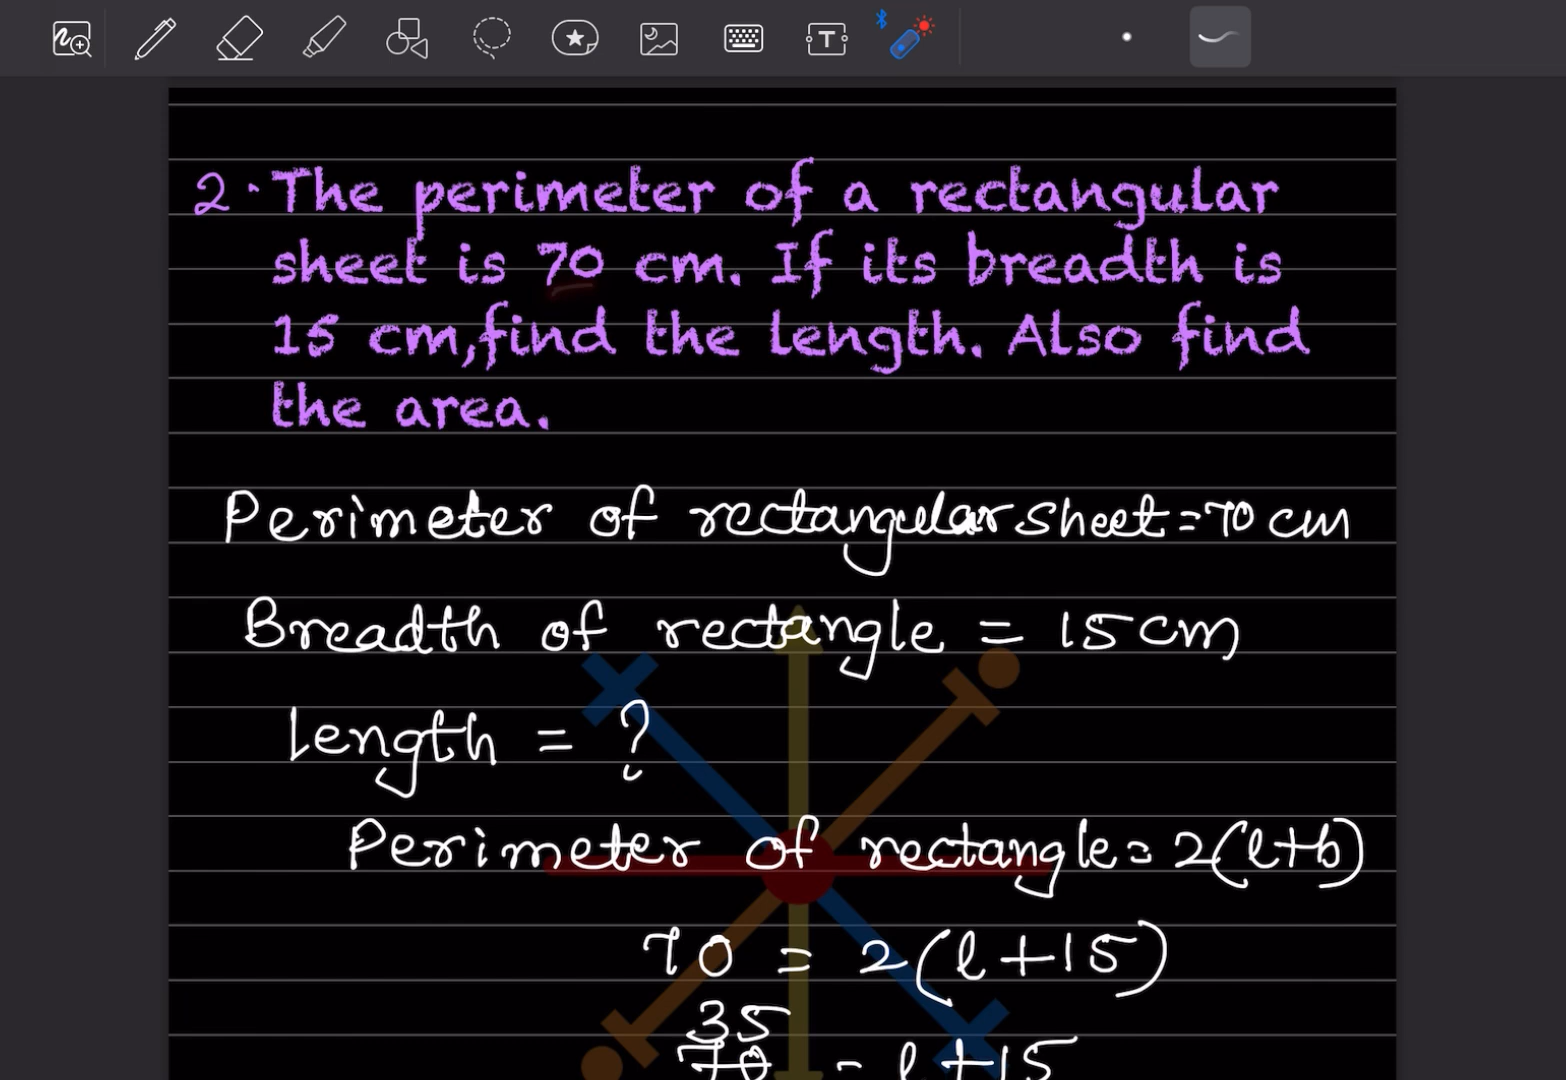 2. The perimeter of a rectangular
sheet is 70 cm. If its breadth is
15 cm, find the length. Also find
the area.
Perimeter of rectangular sheet = 70 cm
Breadth of rectangle = 15 cm
length = ?
Perimeter of rectangle = 2(l+b)
70 = 2(l+15)
35
70 = l+15